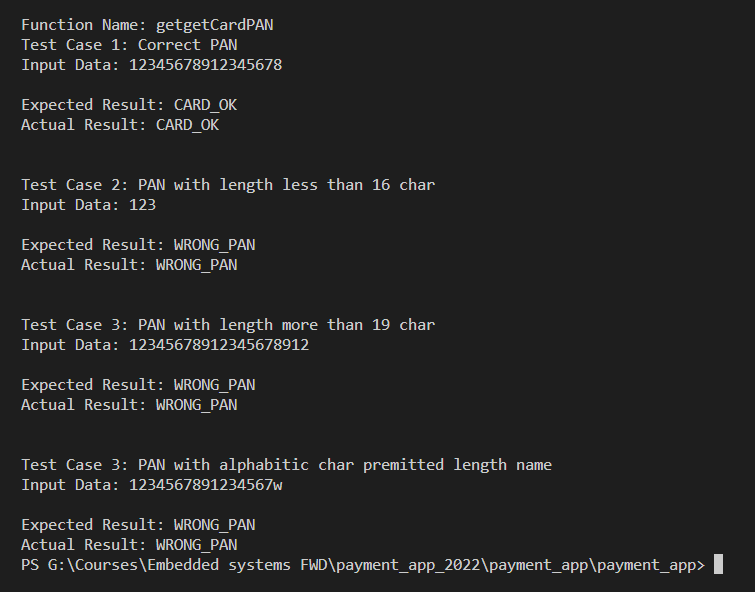 Function Name: getgetCardPAN
Test Case 1: Correct PAN
Input Data: 12345678912345678
Expected Result: CARD_OK
Actual Result: CARD_OK
Test Case 2: PAN with length less than 16 char
Input Data: 123
Expected Result: WRONG_PAN
Actual Result: WRONG_PAN
Test Case 3: PAN with length more than 19 char
Input Data: 12345678912345678912
Expected Result: WRONG_PAN
Actual Result: WRONG_PAN
Test Case 3: PAN with alphabitic char premitted length name
Input Data: 1234567891234567w
Expected Result: WRONG_PAN
Actual Result: WRONG_PAN
PS G:\Courses\Embedded systems FWD\payment_app_2022\payment_app\payment_app>